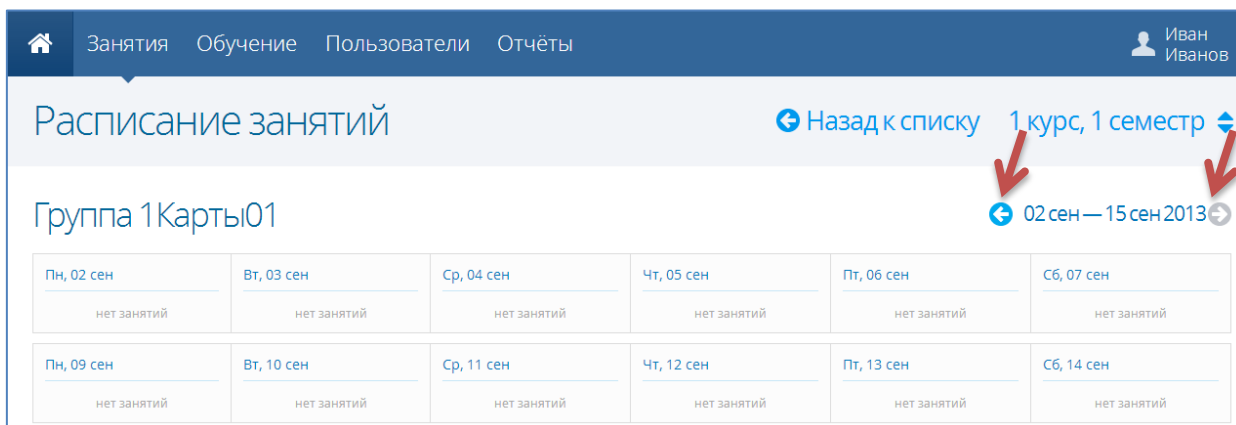 Занятия Обучение Пользователи Отчёты
Иван
Иванов
Расписание занятий
Назад к списку 1 курс, 1 семестр
Группа 1Карты01
02 сен — 15 сен 2013
Пн, 02 сен Вт, 03 сен Ср, 04 сен Чт, 05 сен Пт, 06 сен Сб, 07 сен
нет занятий нет занятий нет занятий нет занятий нет занятий нет занятий
Пн, 09 сен Вт, 10 сен Ср, 11 сен Чт, 12 сен Пт, 13 сен Сб, 14 сен
нет занятий нет занятий нет занятий нет занятий нет занятий нет занятий